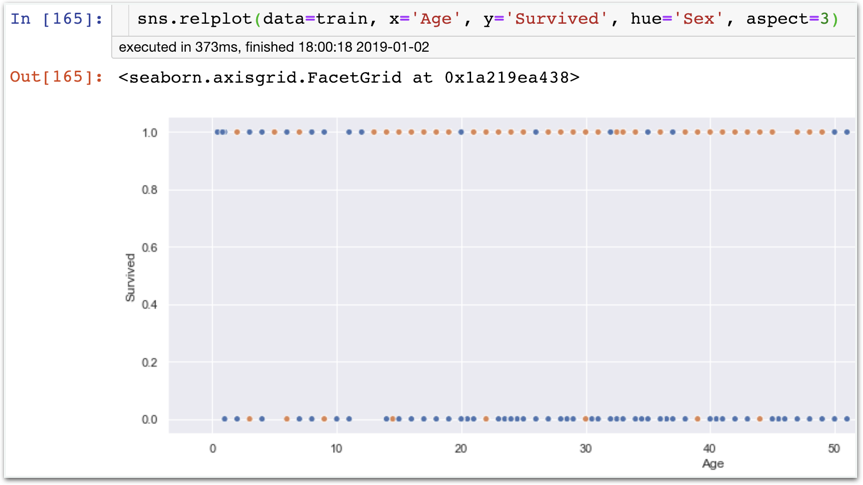 In [165]: sns.relplot(data=train, x='Age', y='Survived', hue='Sex', aspect=3)
executed in 373ms, finished 18:00:18 2019-01-02
Out[165]: <seaborn.axisgrid.FacetGrid at 0x1a219ea438>
1.0
0.8
0.6
0.4
0.2
0.0
Survived
0 10 20 30 40 50
Age